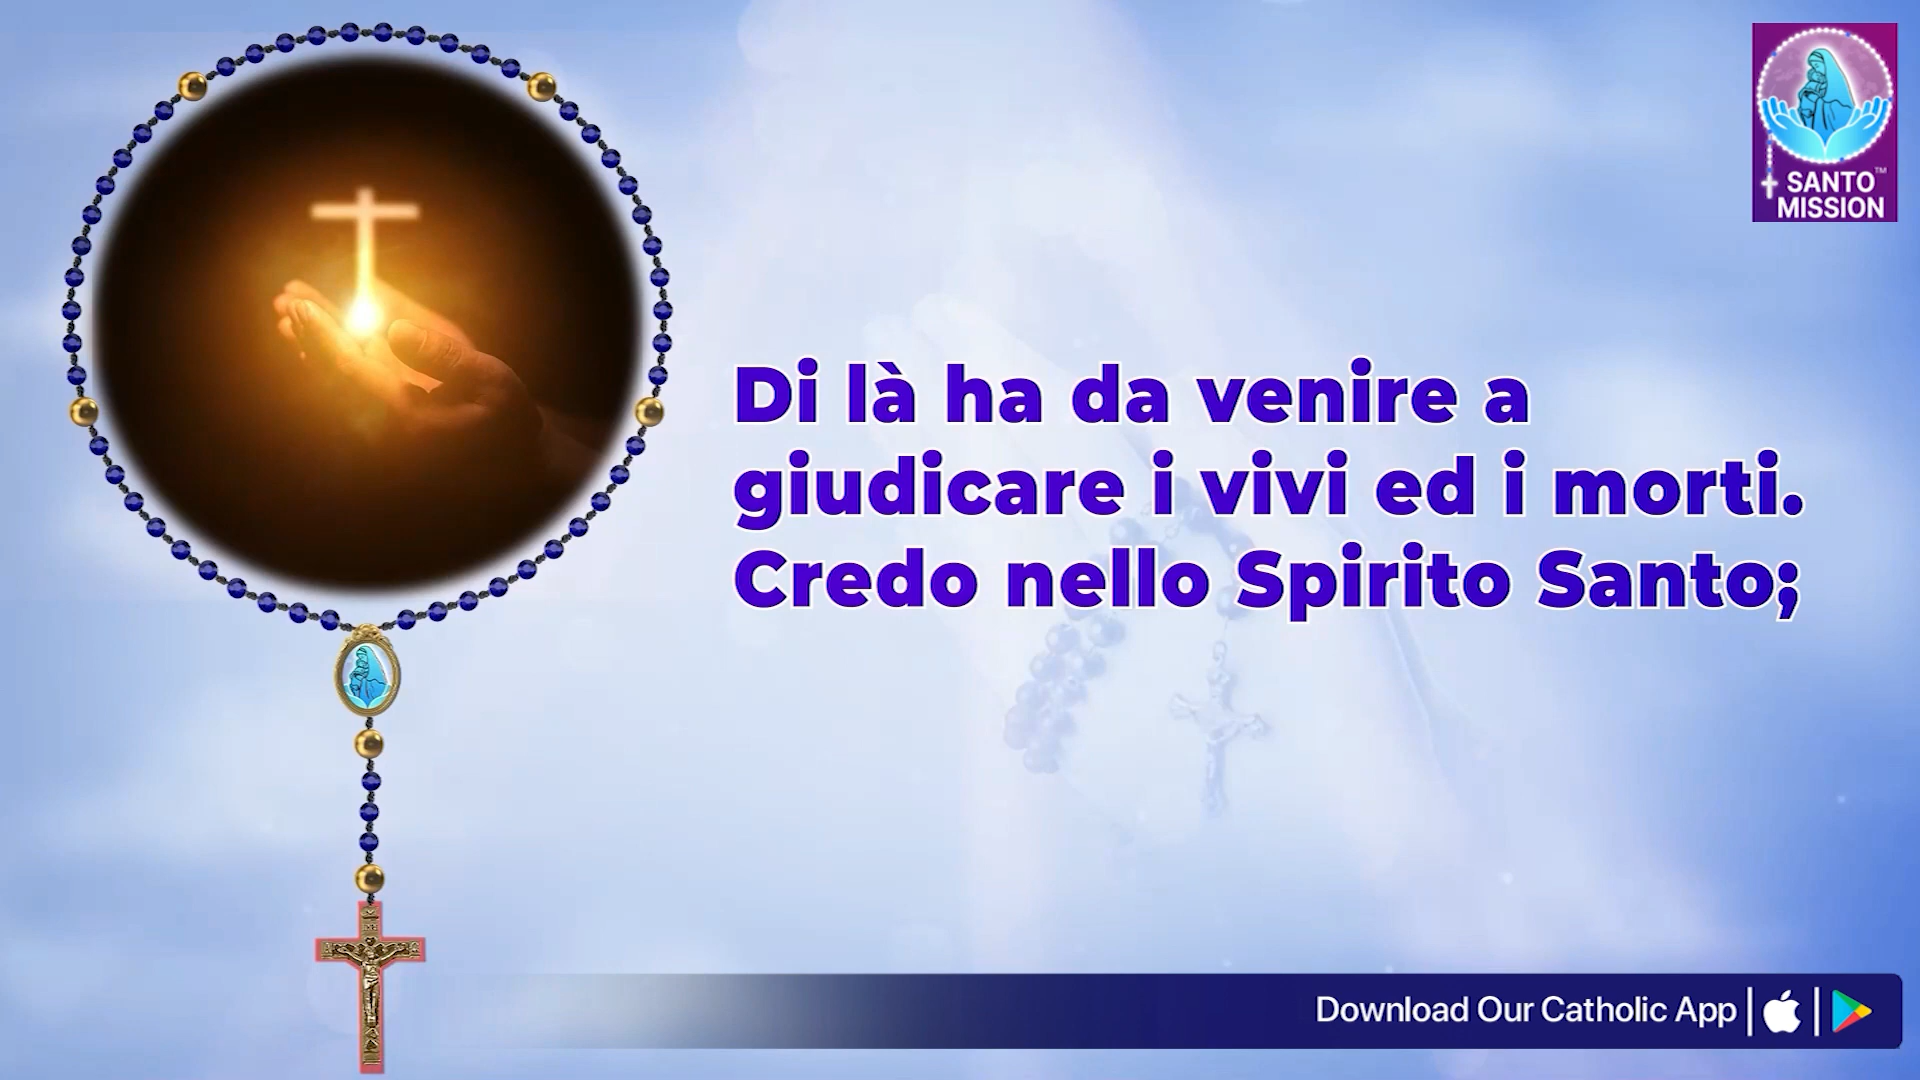 SANTO™
MISSION
Di là ha da venire a
giudicare i vivi ed i morti.
Credo nello Spirito Santo;
Download Our Catholic App